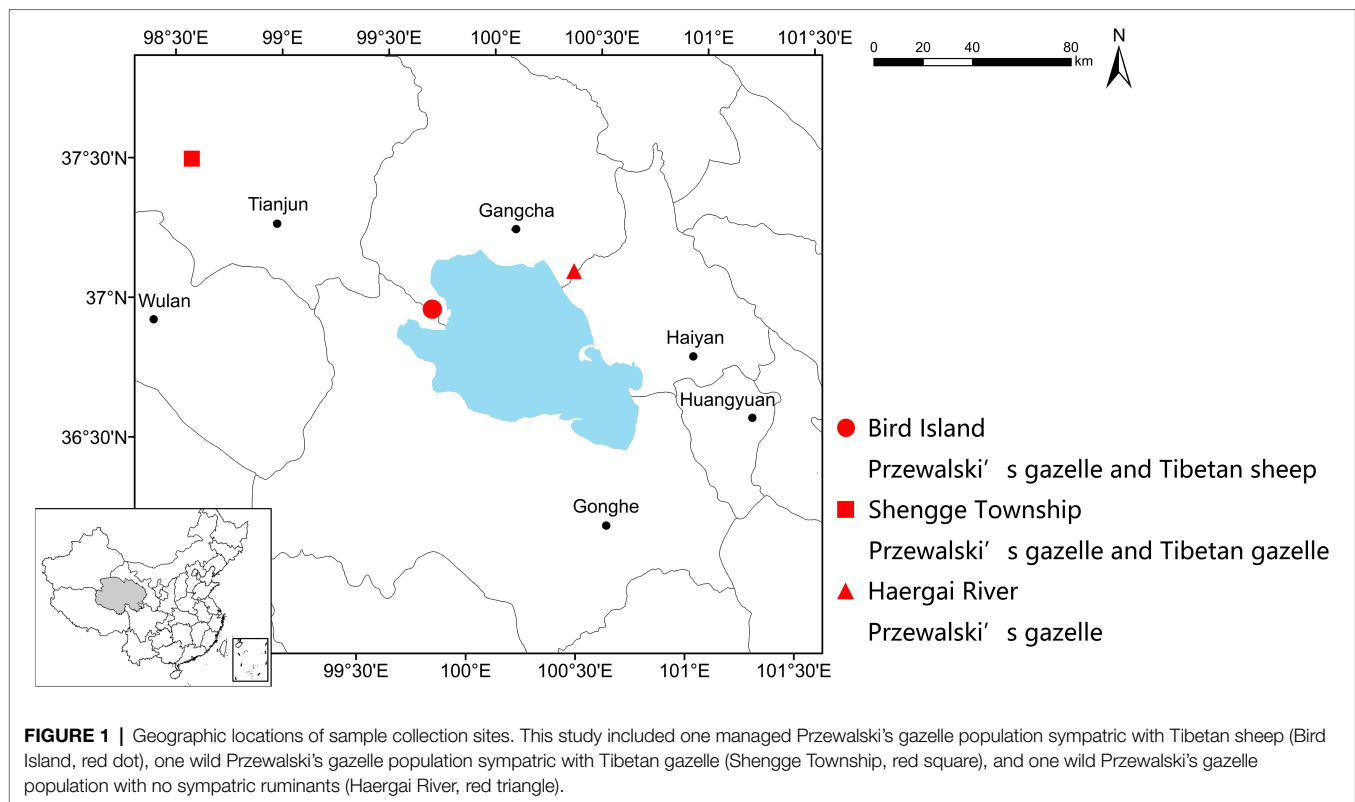 98°30'E 99°E 99°30'E 100°E 100°30'E 101°E 101°30'E
0 20 40 80
km
N
37°30'N
Tianjun
Gangcha
37°N
Wulan
Haiyan
Huangyuan
36°30'N
Gonghe
99°30'E 100°E 100°30'E 101°E 101°30'E
Bird Island
Przewalski’s gazelle and Tibetan sheep
Shengge Township
Przewalski’s gazelle and Tibetan gazelle
Haergai River
Przewalski’s gazelle
FIGURE 1 | Geographic locations of sample collection sites. This study included one managed Przewalski’s gazelle population sympatric with Tibetan sheep (Bird
Island, red dot), one wild Przewalski’s gazelle population sympatric with Tibetan gazelle (Shengge Township, red square), and one wild Przewalski’s gazelle
population with no sympatric ruminants (Haergai River, red triangle).